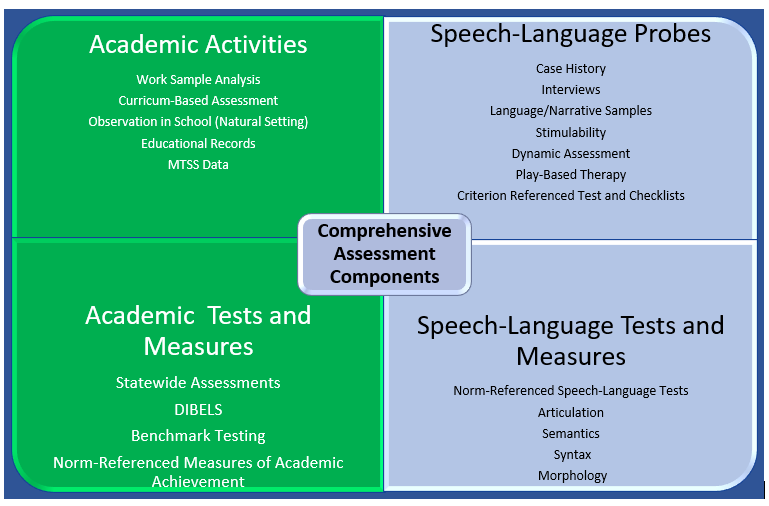 Academic Activities
Work Sample Analysis
Curricum-Based Assessment
Observation in School (Natural Setting)
Educational Records
MTSS Data
Speech-Language Probes
Case History
Interviews
Language/Narrative Samples
Stimulability
Dynamic Assessment
Play-Based Therapy
Criterion Referenced Test and Checklists
Comprehensive
Assessment
Components
Academic  Tests and
Measures
Statewide Assessments
DIBELS
Benchmark Testing
Norm-Referenced Measures of Academic
Achievement
Speech-Language Tests and
Measures
Norm-Referenced Speech-Language Tests
Articulation
Semantics
Syntax
Morphology